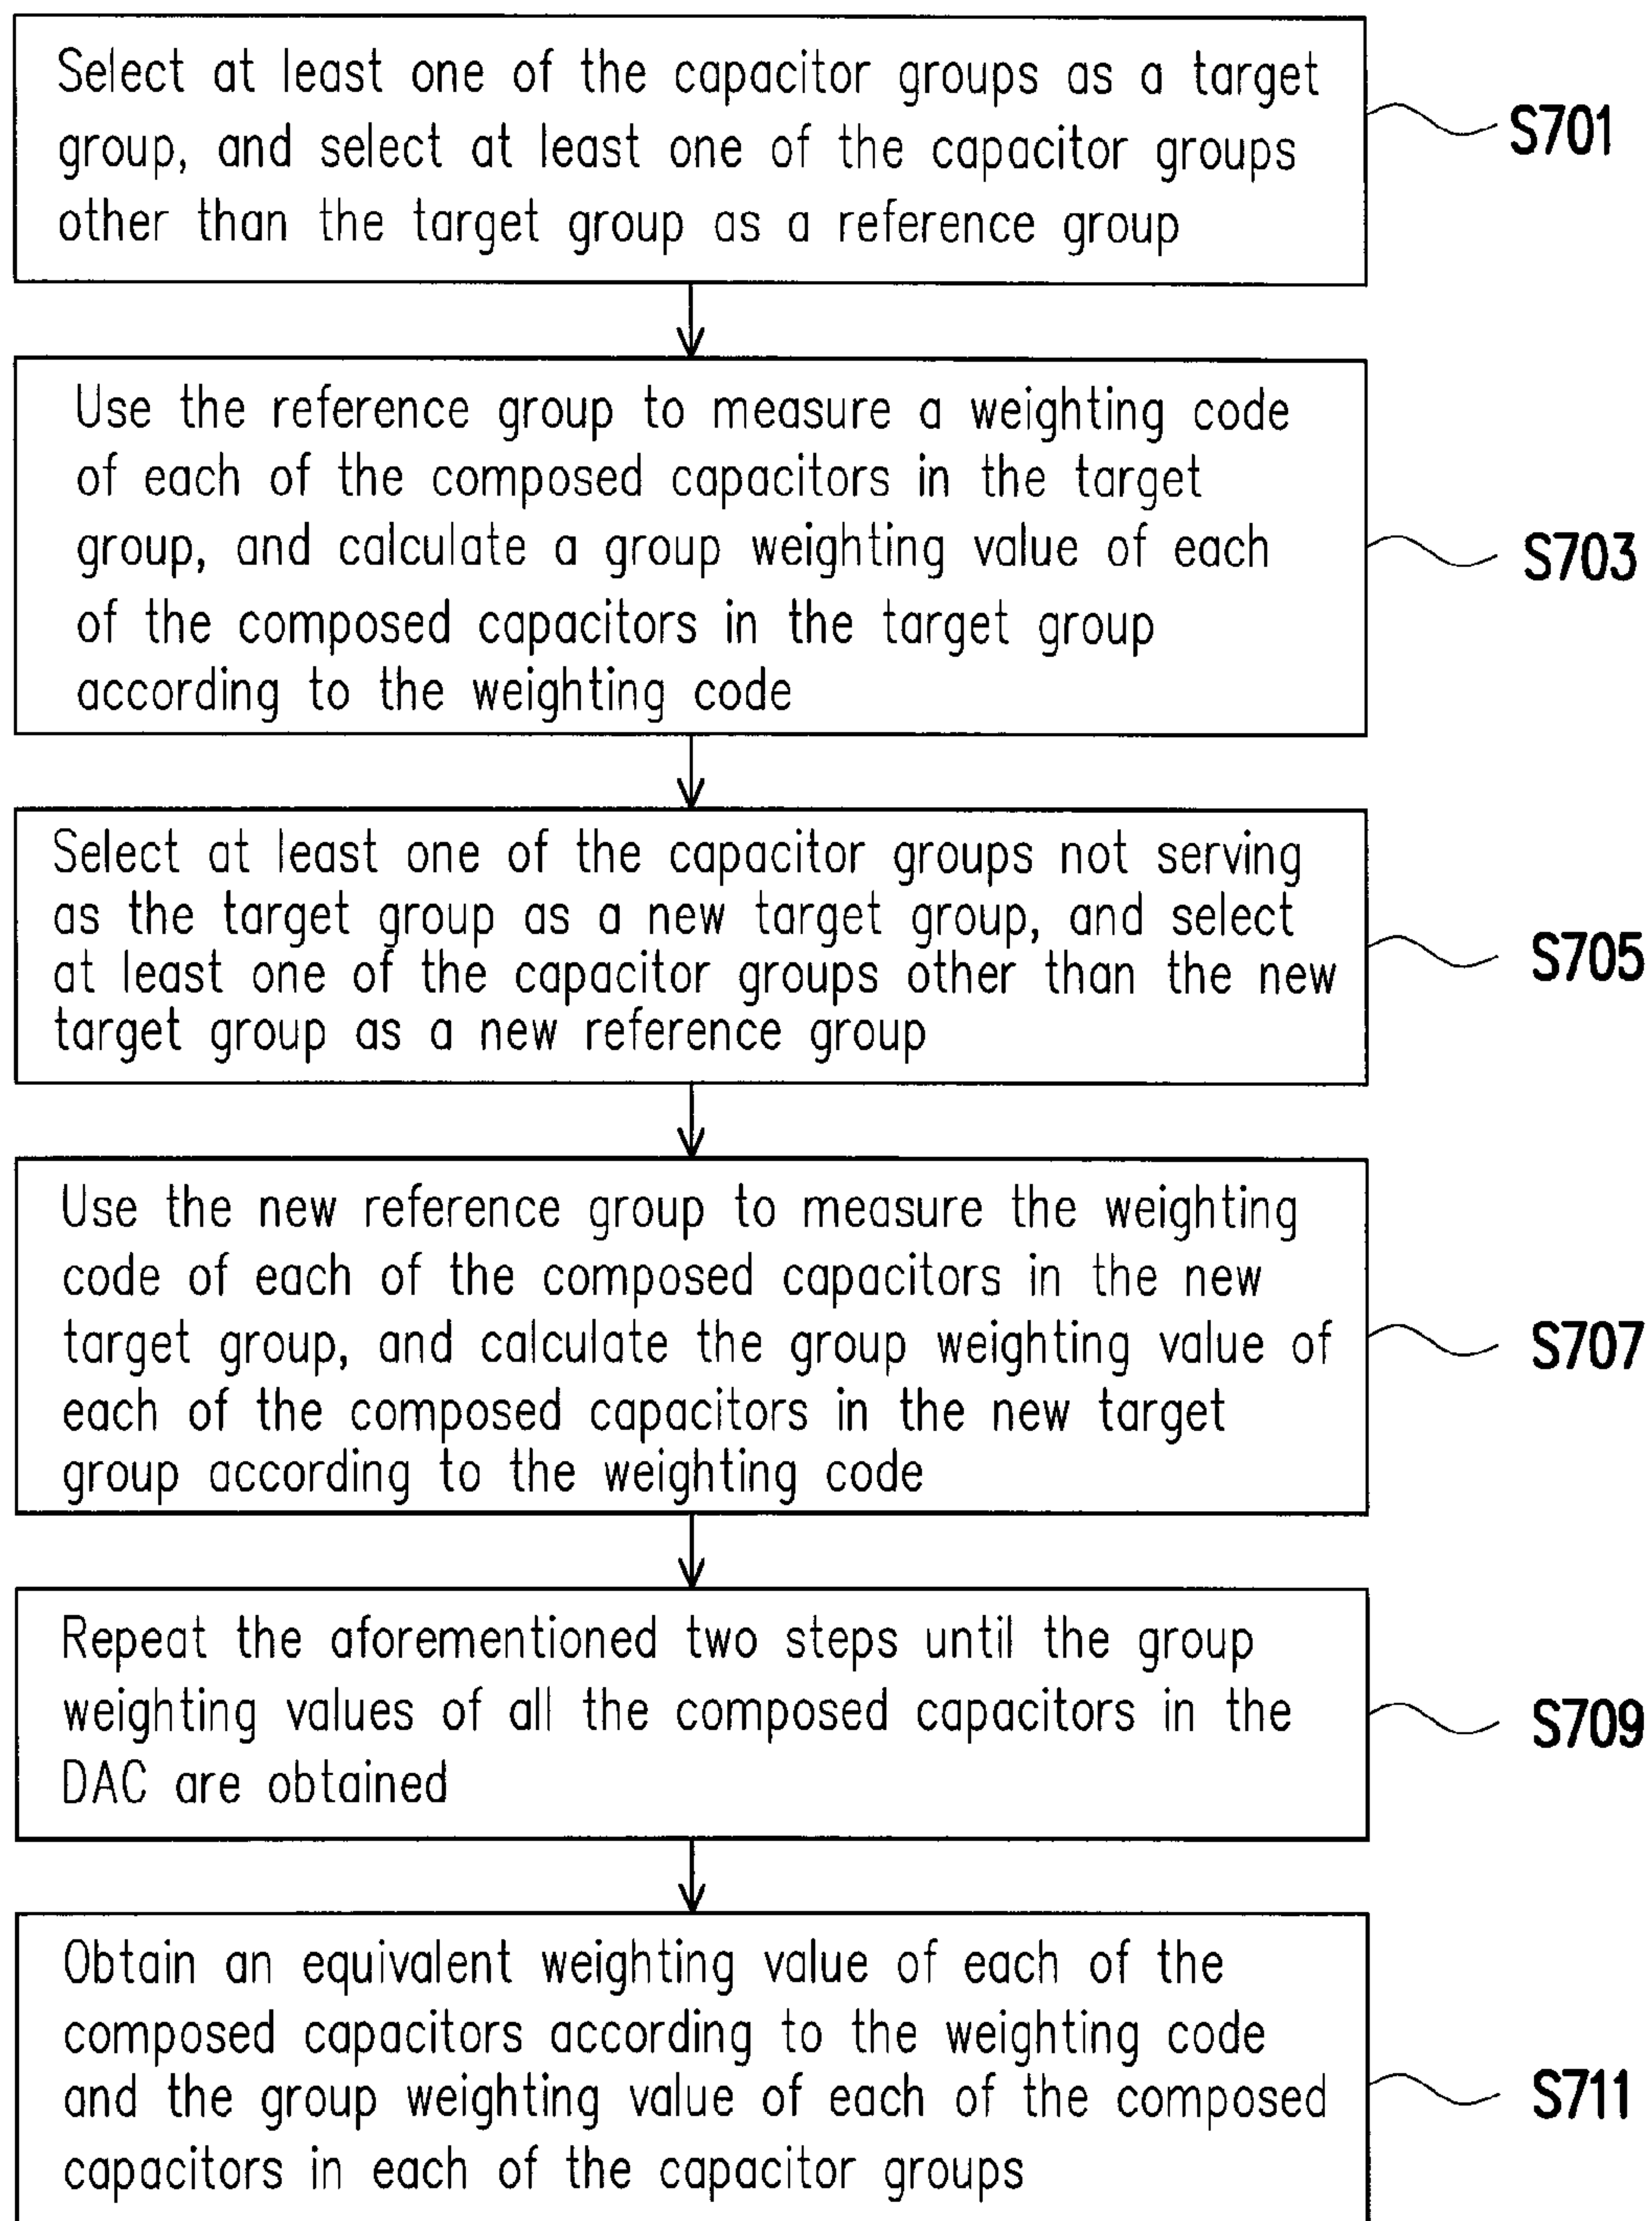 Select at least one of the capacitor groups as a target
group, and select at least one of the capacitor groups
other than the target group as a reference group
S701
Use the reference group to measure a weighting code
of each of the composed capacitors in the target
group, and calculate a group weighting value of each
of the composed capacitors in the target group
according to the weighting code
S703
Select at least one of the capacitor groups not serving
as the target group as a new target group, and select
at least one of the capacitor groups other than the new
target group as a new reference group
S705
Use the new reference group to measure the weighting
code of each of the composed capacitors in the new
target group, and calculate the group weighting value of
each of the composed capacitors in the new target
group according to the weighting code
S707
Repeat the aforementioned two steps until the group
weighting values of all the composed capacitors in the
DAC are obtained
S709
Obtain an equivalent weighting value of each of the
composed capacitors according to the weighting code
and the group weighting value of each of the composed
capacitors in each of the capacitor groups
S711